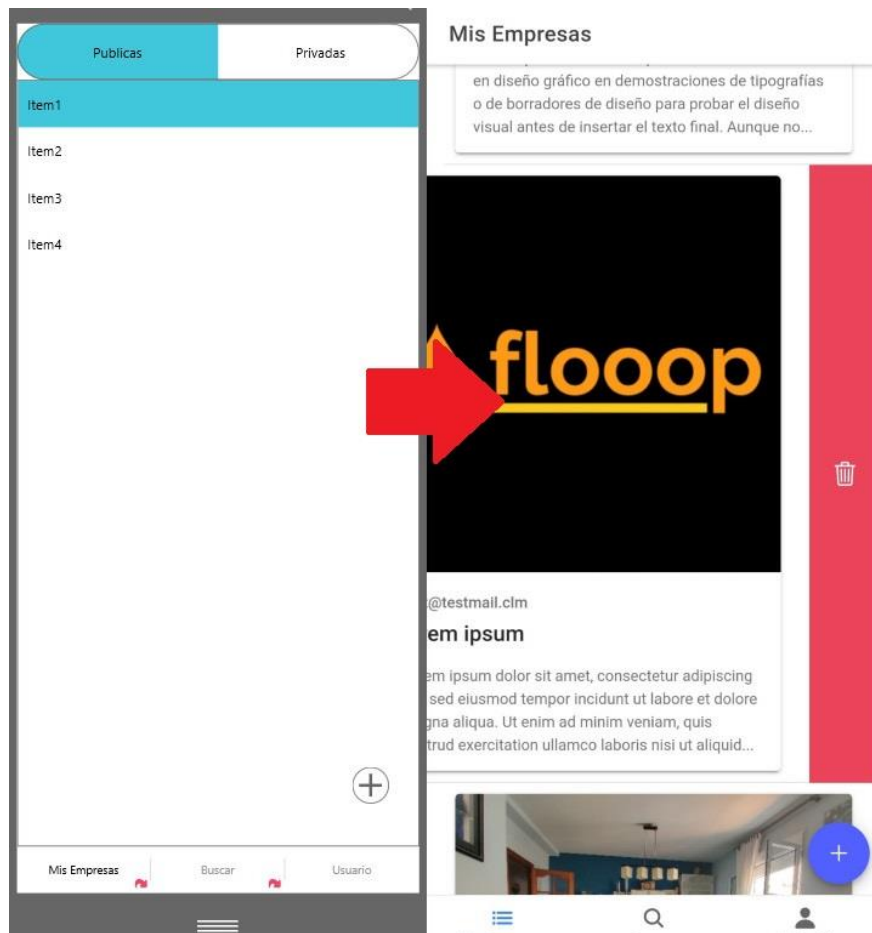 Publicas
Privadas
Item1
Item2
Item3
Item4
Mis Empresas
Buscar
Usuario
Mis Empresas
en diseño gráfico en demostraciones de tipografías
o de borradores de diseño para probar el diseño
visual antes de insertar el texto final. Aunque no...
flooop
@testmail.clm
em ipsum
em ipsum dolor sit amet, consectetur adipiscing
sed eiusmod tempor incidunt ut labore et dolore
gna aliqua. Ut enim ad minim veniam, quis
trud exercitation ullamco laboris nisi ut aliquid...